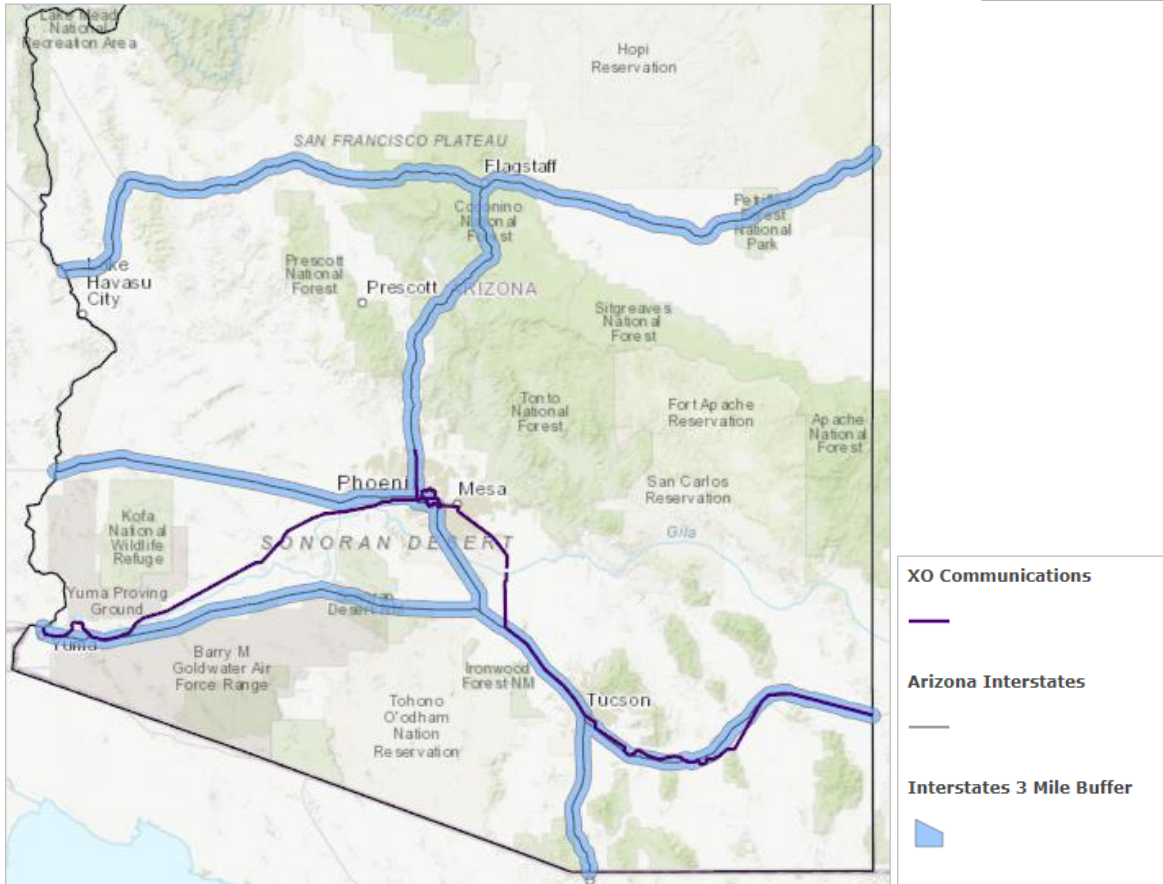 Lake Mead
National
Recreation Area
Hopi
Reservation
SAN FRANCISCO PLATEAU
Flagstaff
Coconino
National
Forest
Petrified
Forest
National
Park
Lake
Havasu
City
Prescott
National
Forest
Prescott
ARIZONA
Sitgreaves
National
Forest
Tonto
National
Forest
Fort Apache
Reservation
Apache
National
Forest
Phoeni
Mesa
San Carlos
Reservation
Kofa
National
Wildlife
Refuge
SONORAN DESERT
Gila
Yuma Proving
Ground
Desert NM
Yuma
Barry M
Goldwater Air
Force Range
Ironwood
Forest NM
Tucson
Tohono
O'odham
Nation
Reservation
XO Communications
Arizona Interstates
Interstates 3 Mile Buffer